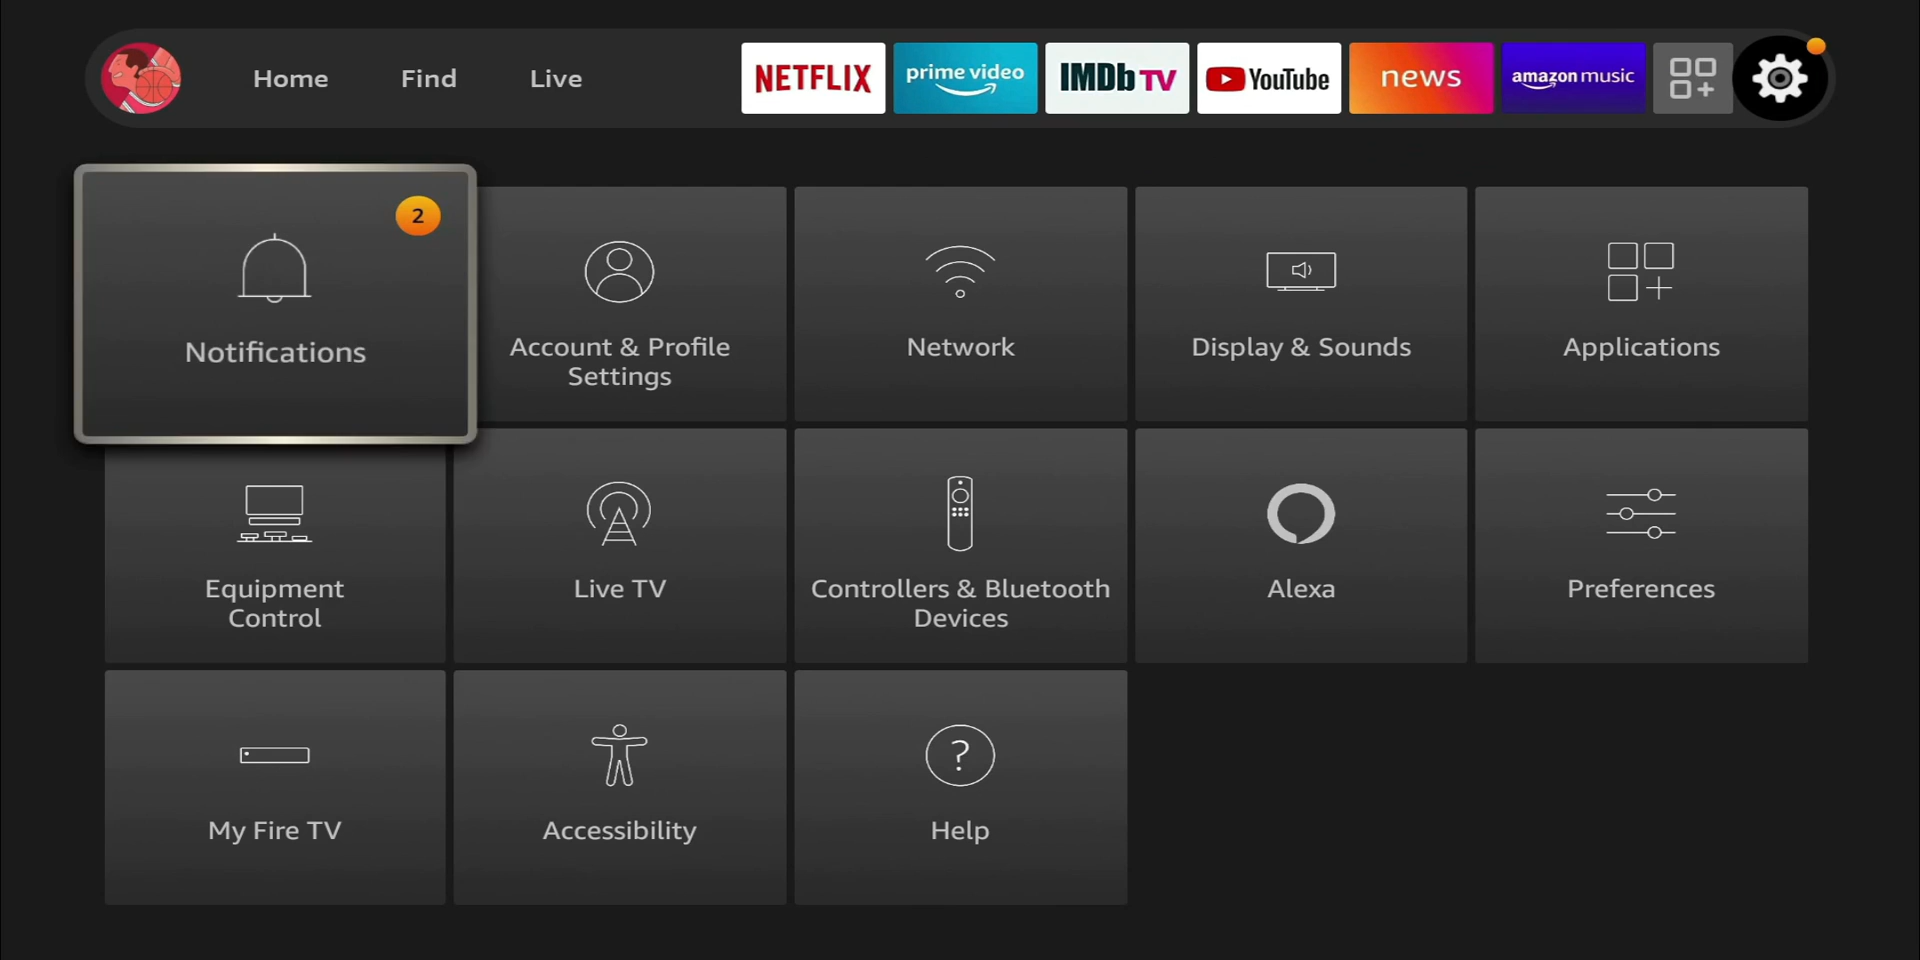 Home Find Live NETFLIX prime video IMDb TV YouTube news amazon music
2
Notifications
Account & Profile
Settings
Network
Display & Sounds
Applications
Equipment
Control
Live TV
Controllers & Bluetooth
Devices
Alexa
Preferences
My Fire TV
Accessibility
?
Help